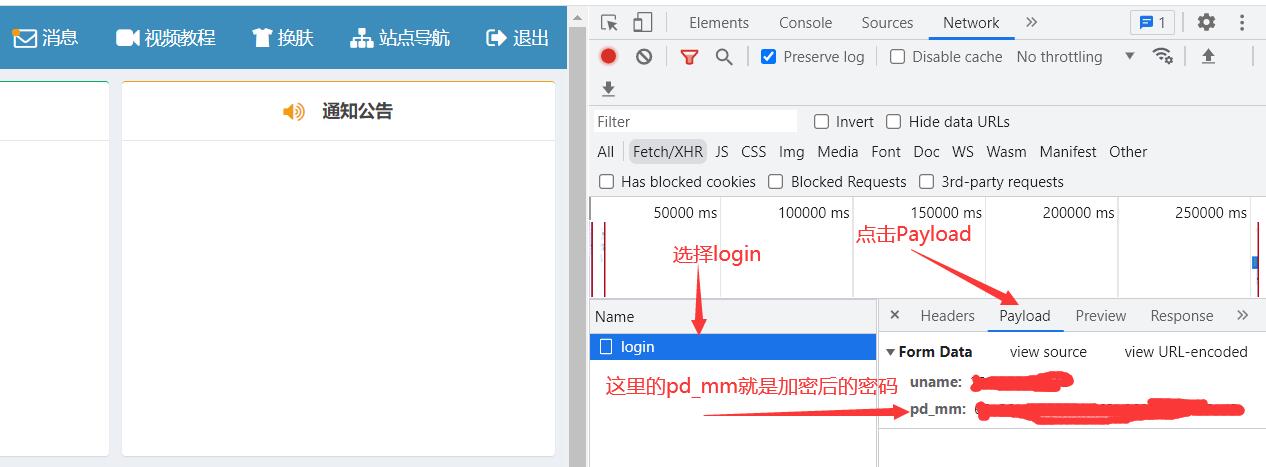 消息
视频教程
换肤
站点导航
退出
通知公告
Elements Console Sources Network 1
Preserve log Disable cache No throttling
Filter Invert Hide data URLs
All Fetch/XHR JS CSS Img Media Font Doc WS Wasm Manifest Other
Has blocked cookies Blocked Requests 3rd-party requests
50000 ms 100000 ms 150000 ms 200000 ms 250000 ms
点击Payload
选择login
Name
Headers Payload Preview Response
login
Form Data view source view URL-encoded
uname:
这里的pd_mm就是加密后的密码
pd_mm: